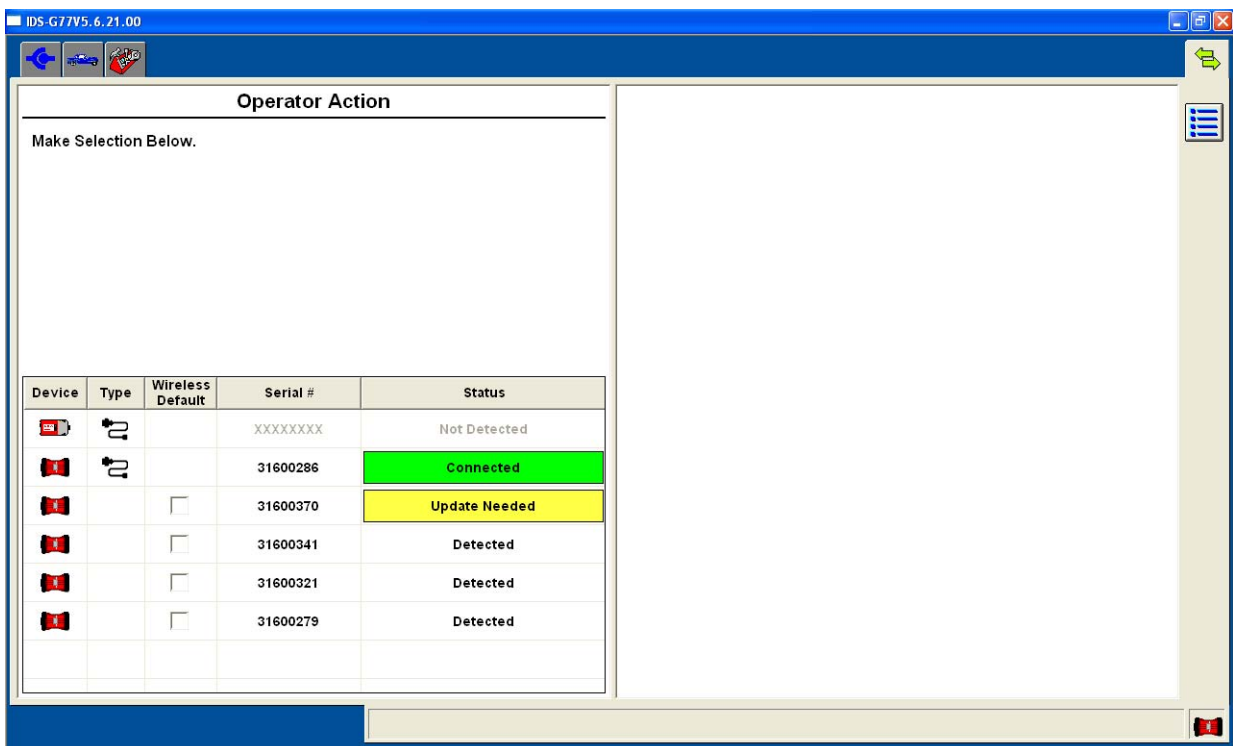 IDS-G77V5.6.21.00
Operator Action
Make Selection Below.
Device Type Wireless Default Serial # Status
XXXXXXXX Not Detected
31600286 Connected
31600370 Update Needed
31600341 Detected
31600321 Detected
31600279 Detected